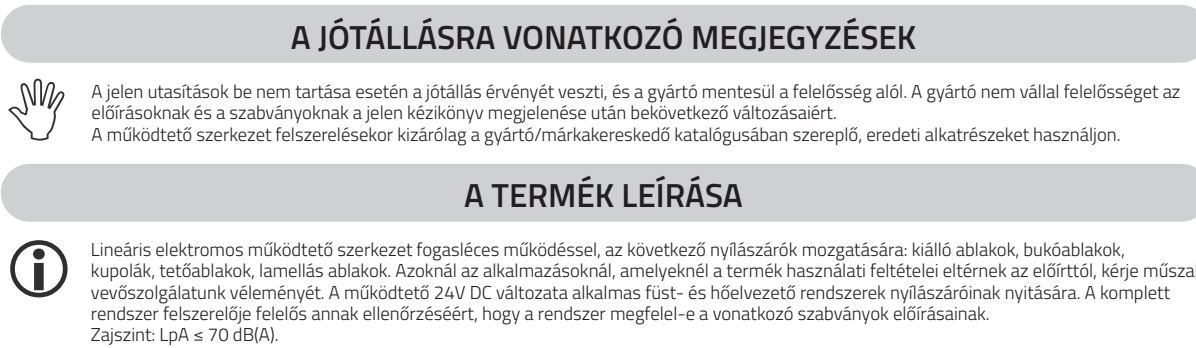 A JÓTÁLLÁSRA VONATKOZÓ MEGJEGYZÉSEK
A jelen utasítások be nem tartása esetén a jótállás érvényét veszti, és a gyártó mentesül a felelősség alól. A gyártó nem vállal felelősséget az
előírásoknak és a szabványoknak a jelen kézikönyv megjelenése után bekövetkező változásaiért.
A működtető szerkezet felszerelésekor kizárólag a gyártó/márkakereskedő katalógusában szereplő, eredeti alkatrészeket használjon.
A TERMÉK LEÍRÁSA
Lineáris elektromos működtető szerkezet fogasléces működéssel, az következő nyílászárók mozgatására: kiálló ablakok, bukóablakok,
kupolák, tetőablakok, lamellás ablakok. Azoknál az alkalmazásoknál, amelyeknél a termék használati feltételei eltérnek az előírttól, kérje műszak
vevőszolgálatunk véleményét. A működtető 24V DC változata alkalmas füst- és hőelvezető rendszerek nyílászáróinak nyitására. A komplett
rendszer felszerelője felelős annak ellenőrzéséért, hogy a rendszer megfelel-e a vonatkozó szabványok előírásainak.
Zajszint: LpA ≤ 70 dB(A).